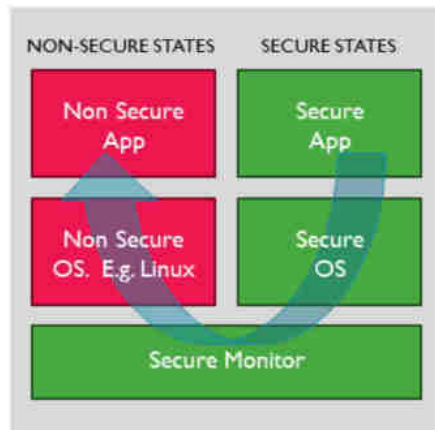 NON-SECURE STATES
SECURE STATES
Non Secure
App
Secure
App
Non Secure
OS. E.g. Linux
Secure
OS
Secure Monitor